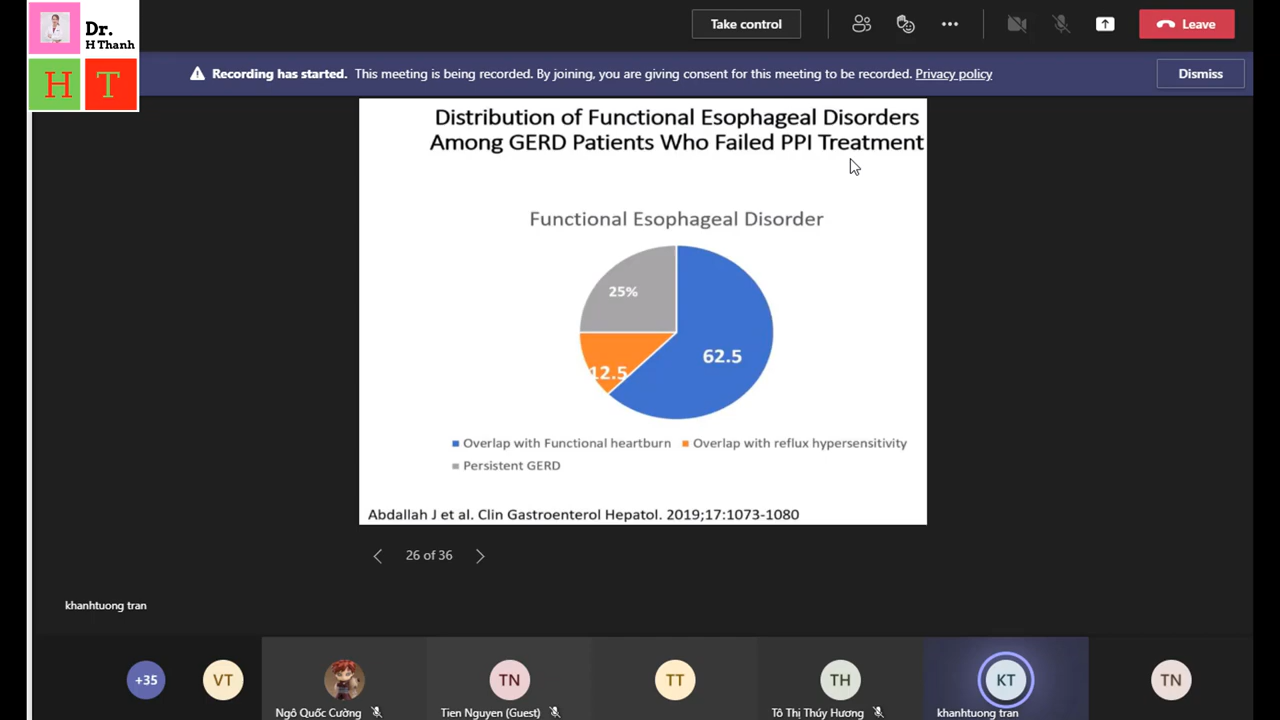 Dr.
H Thanh
H T
Take control
Leave
Recording has started. This meeting is being recorded. By joining, you are giving consent for this meeting to be recorded. Privacy policy
Dismiss
Distribution of Functional Esophageal Disorders
Among GERD Patients Who Failed PPI Treatment
Functional Esophageal Disorder
25%
62.5
12.5
Overlap with Functional heartburn
Overlap with reflux hypersensitivity
Persistent GERD
Abdallah J et al. Clin Gastroenterol Hepatol. 2019;17:1073-1080
26 of 36
khanhtuong tran
+35
VT
TN
TT
TH
KT
TN
Ngô Quốc Cường
Tien Nguyen (Guest)
Tô Thị Thúy Hương
khanhtuong tran